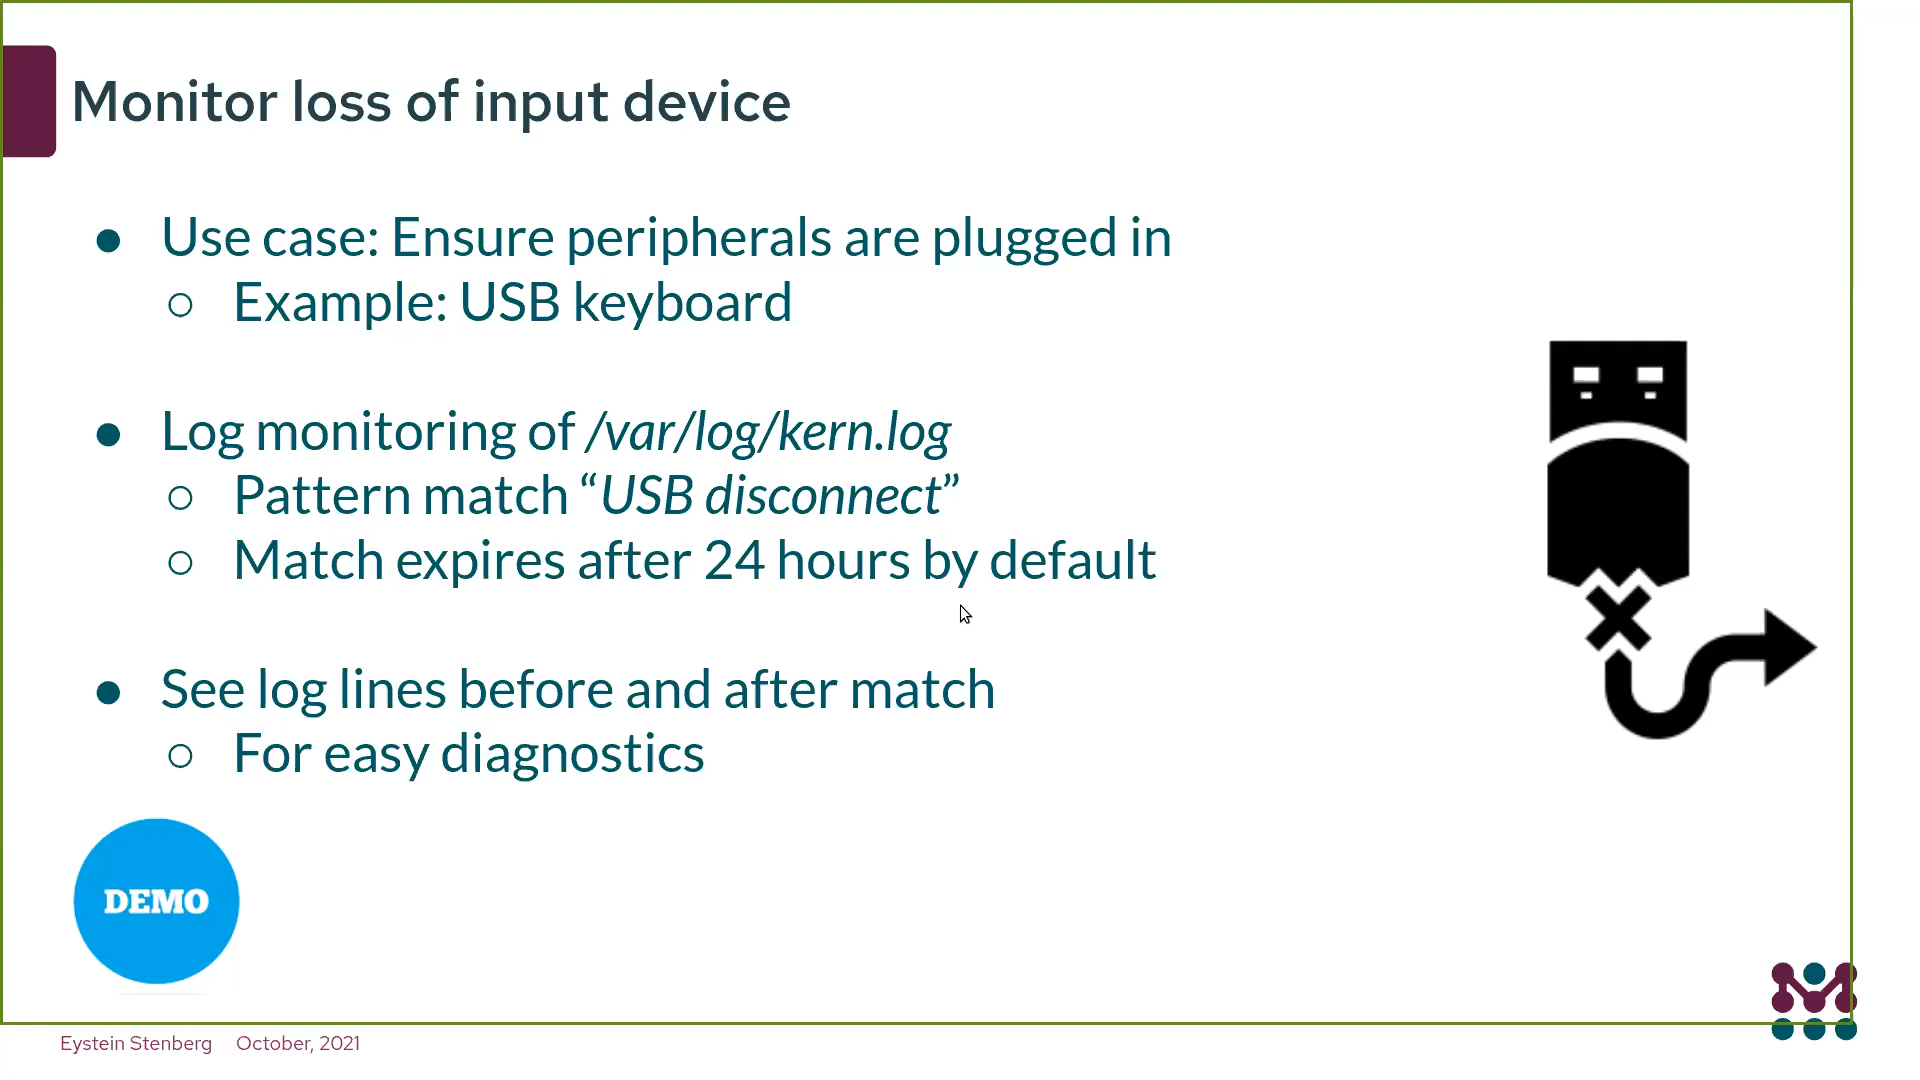 Monitor loss of input device
● Use case: Ensure peripherals are plugged in
○ Example: USB keyboard
● Log monitoring of /var/log/kern.log
○ Pattern match “USB disconnect”
○ Match expires after 24 hours by default
● See log lines before and after match
○ For easy diagnostics
DEMO
Eystein Stenberg October, 2021